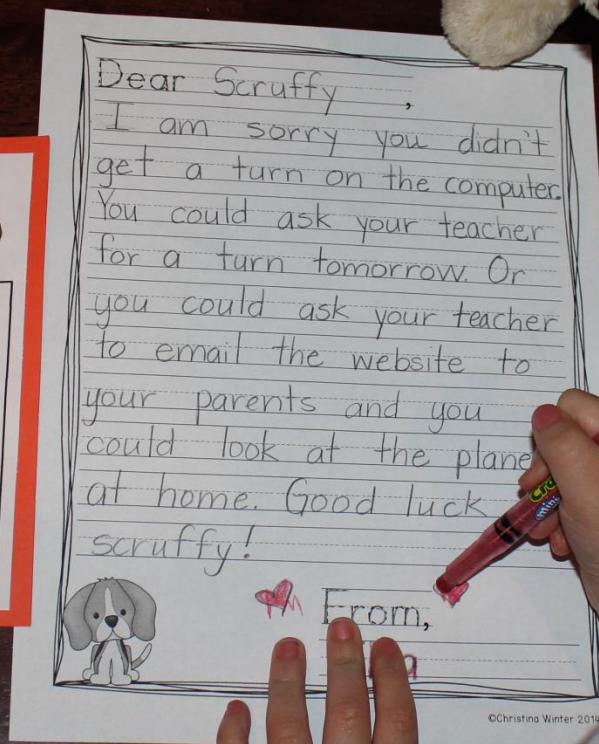 Dear Scruffy,
I am sorry you didn't
get a turn on the computer.
You could ask your teacher
for a turn tomorrow. Or
you could ask your teacher
to email the website to
your parents and you
could look at the plane
at home. Good luck
scruffy!
From,
©Christina Winter 2014